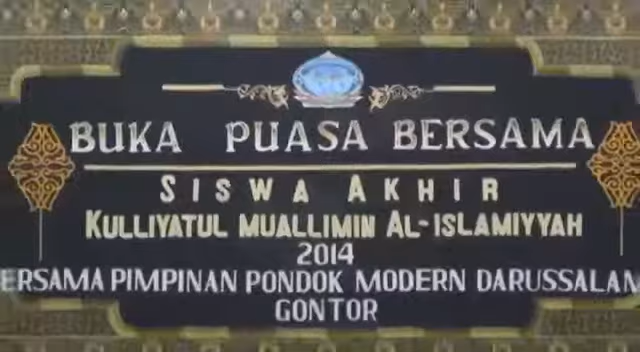 BUKA PUASA BERSAMA
SISWA AKHIR
KULLIYATUL MUALLIMIN AL-ISLAMIYYAH
2014
ERSAMA PIMPINAN PONDOK MODERN DARUSSALAM
GONTOR